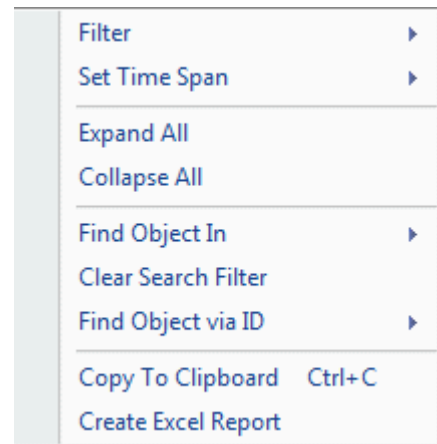 Filter
Set Time Span
Expand All
Collapse All
Find Object In
Clear Search Filter
Find Object via ID
Copy To Clipboard Ctrl+C
Create Excel Report